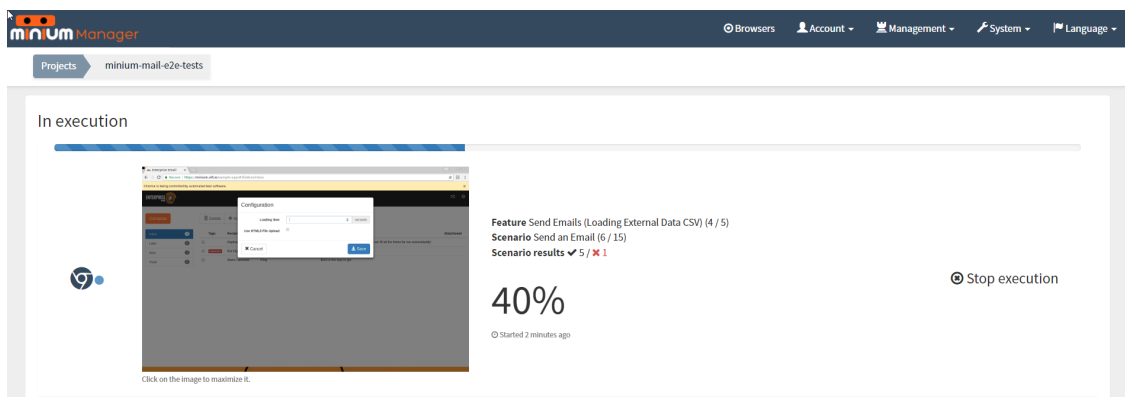 minium Manager
Browsers Account Management System Language
Projects minium-mail-e2e-tests
In execution
Configuration
Cancel Save
Feature Send Emails (Loading External Data CSV) (4 / 5)
Scenario Send an Email (6 / 15)
Scenario results ✔ 5 / ✖ 1
40%
Started 2 minutes ago
Stop execution
Click on the image to maximize it.